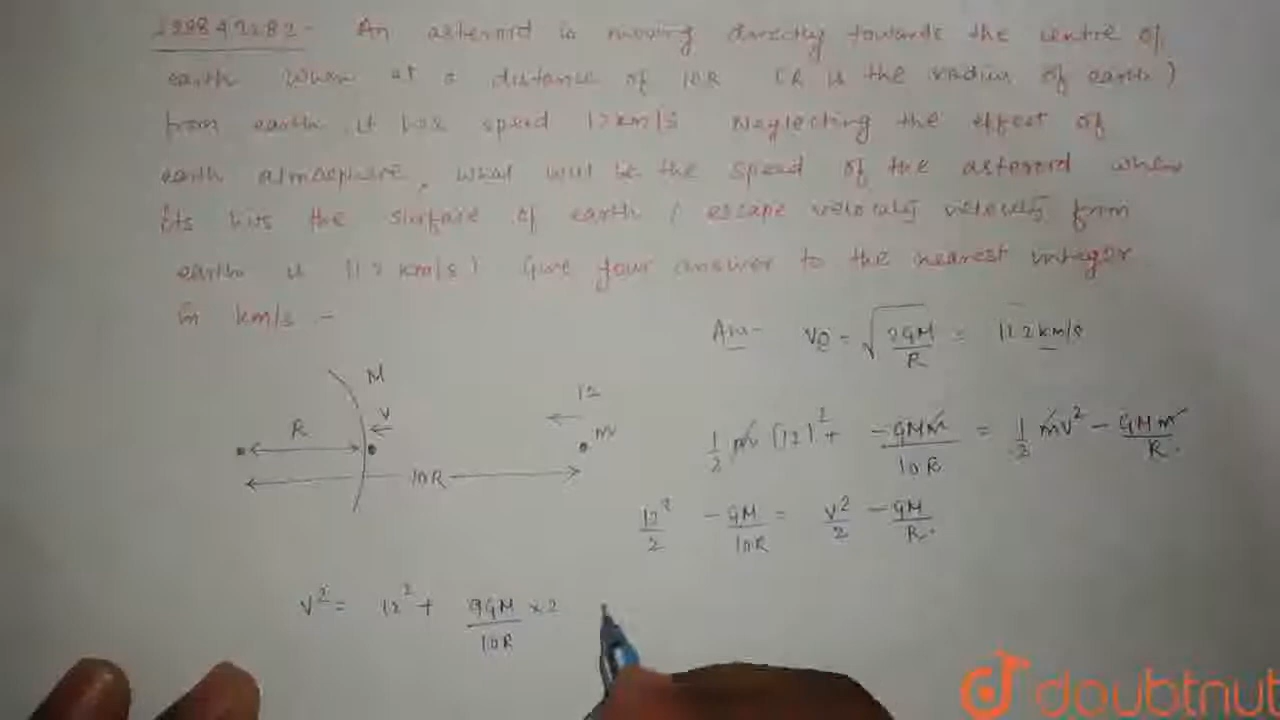 An asteroid is moving directly towards the centre of
earth when at a distance of 10R (R is the radius of earth)
from earth it has speed 12km/s Neglecting the effect of
earth atmosphere, what will be the speed of the asteroid when
its hits the surface of earth (escape velocity velocity from
earth is 11.2 km/s) Give your answer to the nearest integer
in km/s -
Ans- Ve = √(2GM/R) = 11.2km/s
M
V
R
12
m
10R
1/2 m (12)² + -GMm/10R = 1/2 mv² - GMm/R.
12²/2 - GM/10R = v²/2 - GM/R.
v² = 12² + 9GM/10R × 2
doubtnut